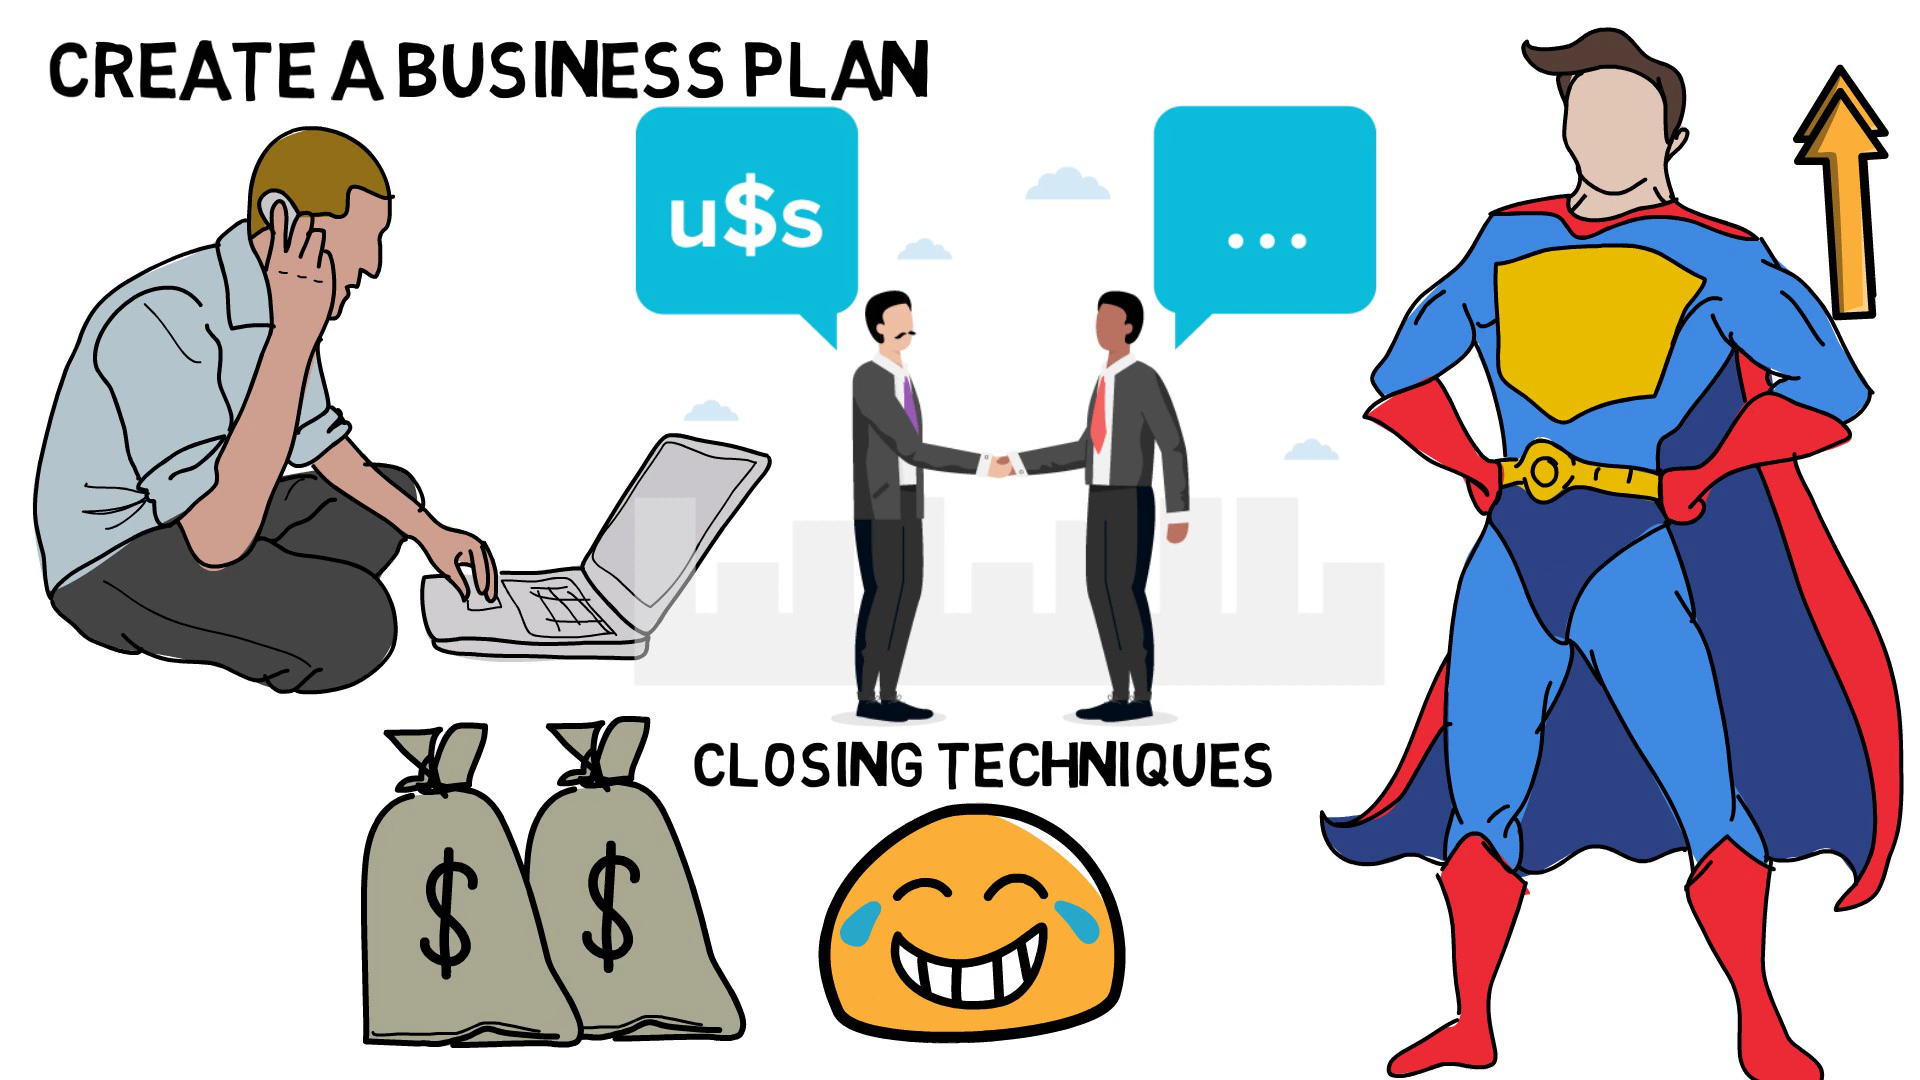 CREATE A BUSINESS PLAN
u$s
...
CLOSING TECHNIQUES
$ $